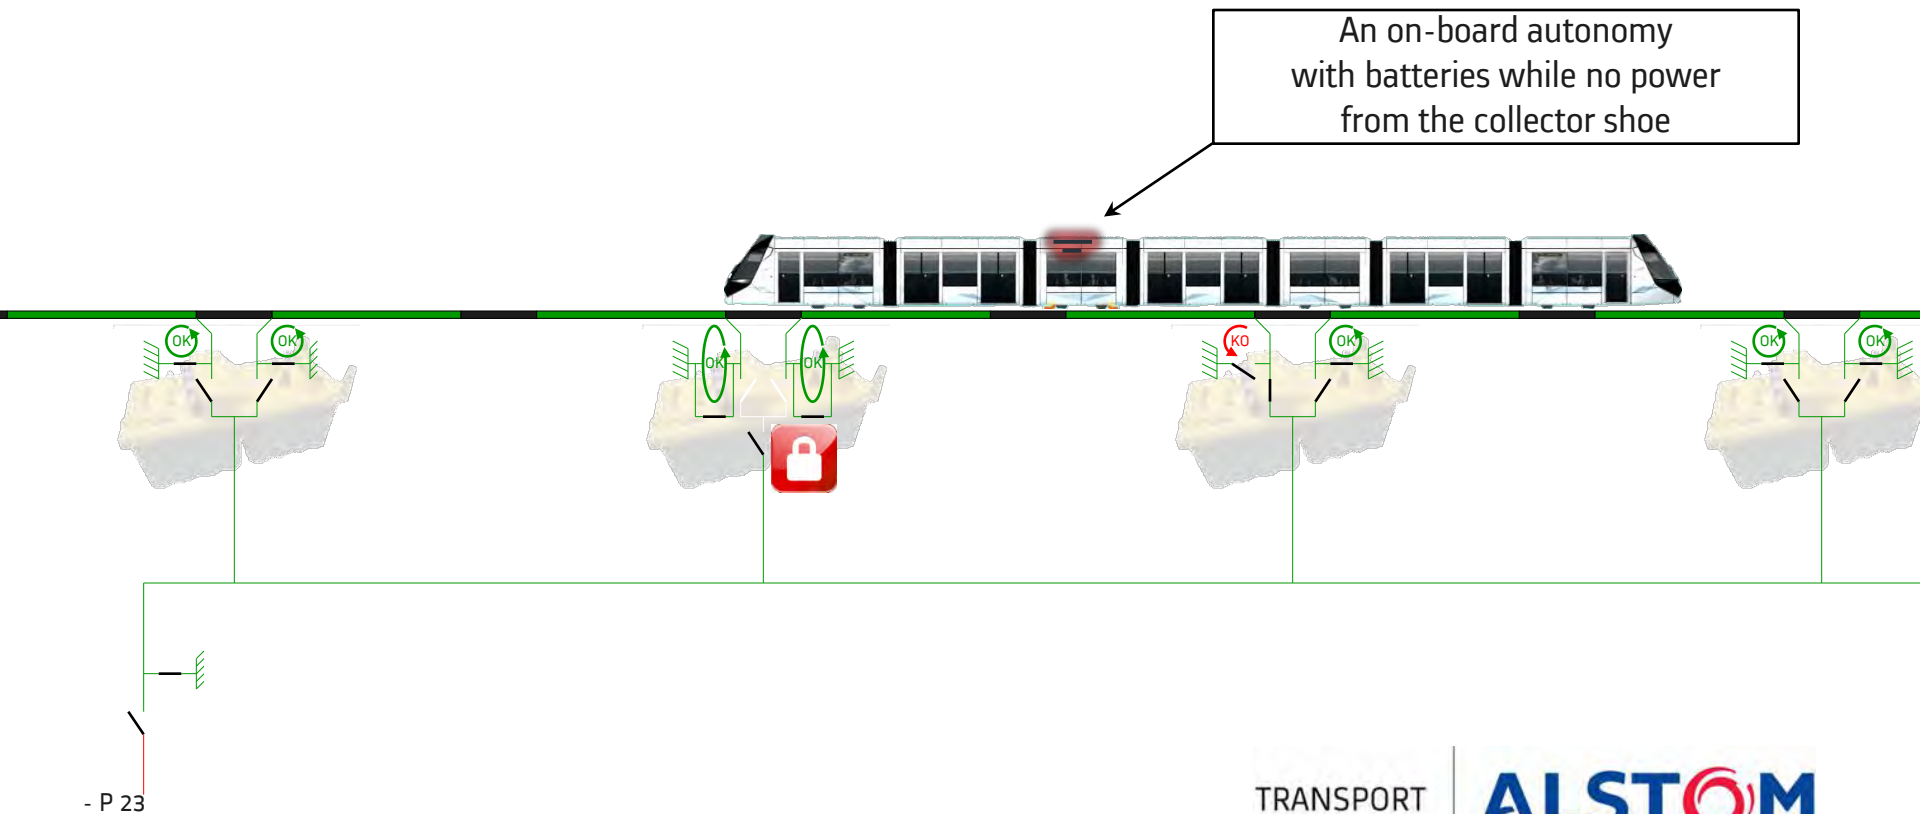 An on-board autonomy
with batteries while no power
from the collector shoe
OK
OK
OK
OK
KO
OK
OK
OK
- P 23
TRANSPORT
ALSTOM